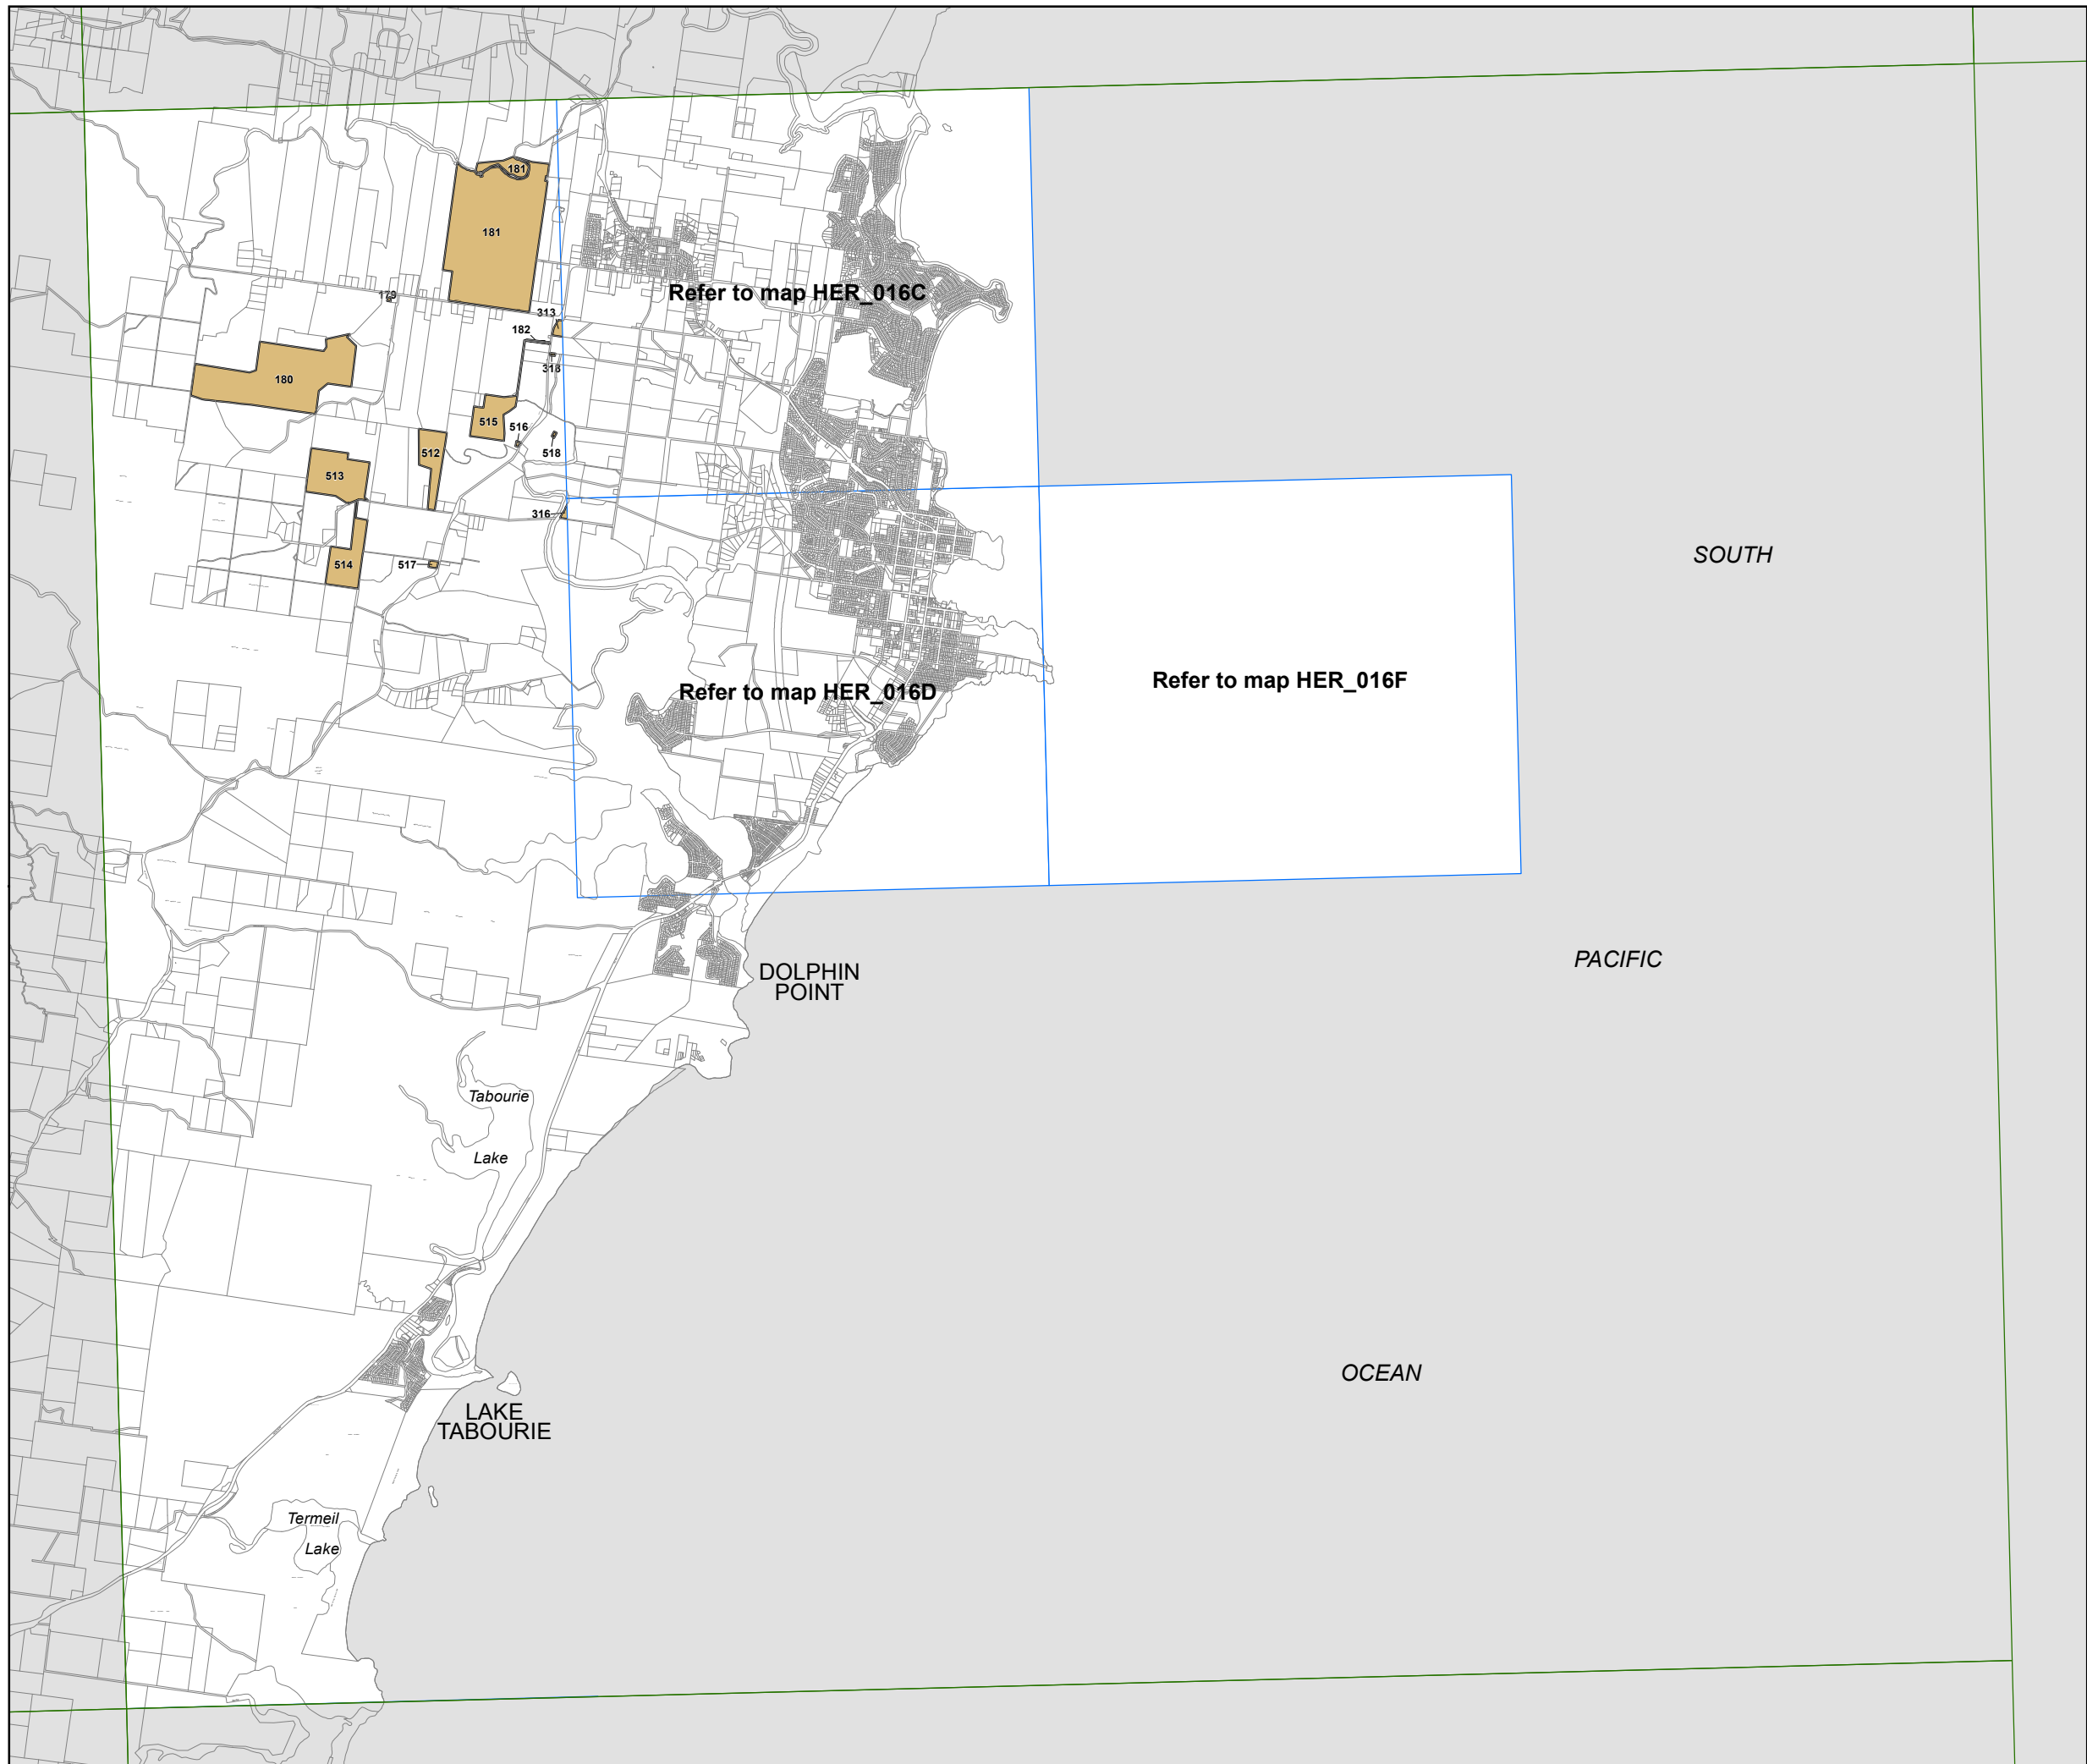 181
181
Refer to map HER_016C
179
313
182
318
180
515
516
518
512
513
316
SOUTH
517
514
Refer to map HER_016F
Refer to map HER_016D
PACIFIC
DOLPHIN
POINT
Tabourie
Lake
OCEAN
LAKE
TABOURIE
Termeil
Lake